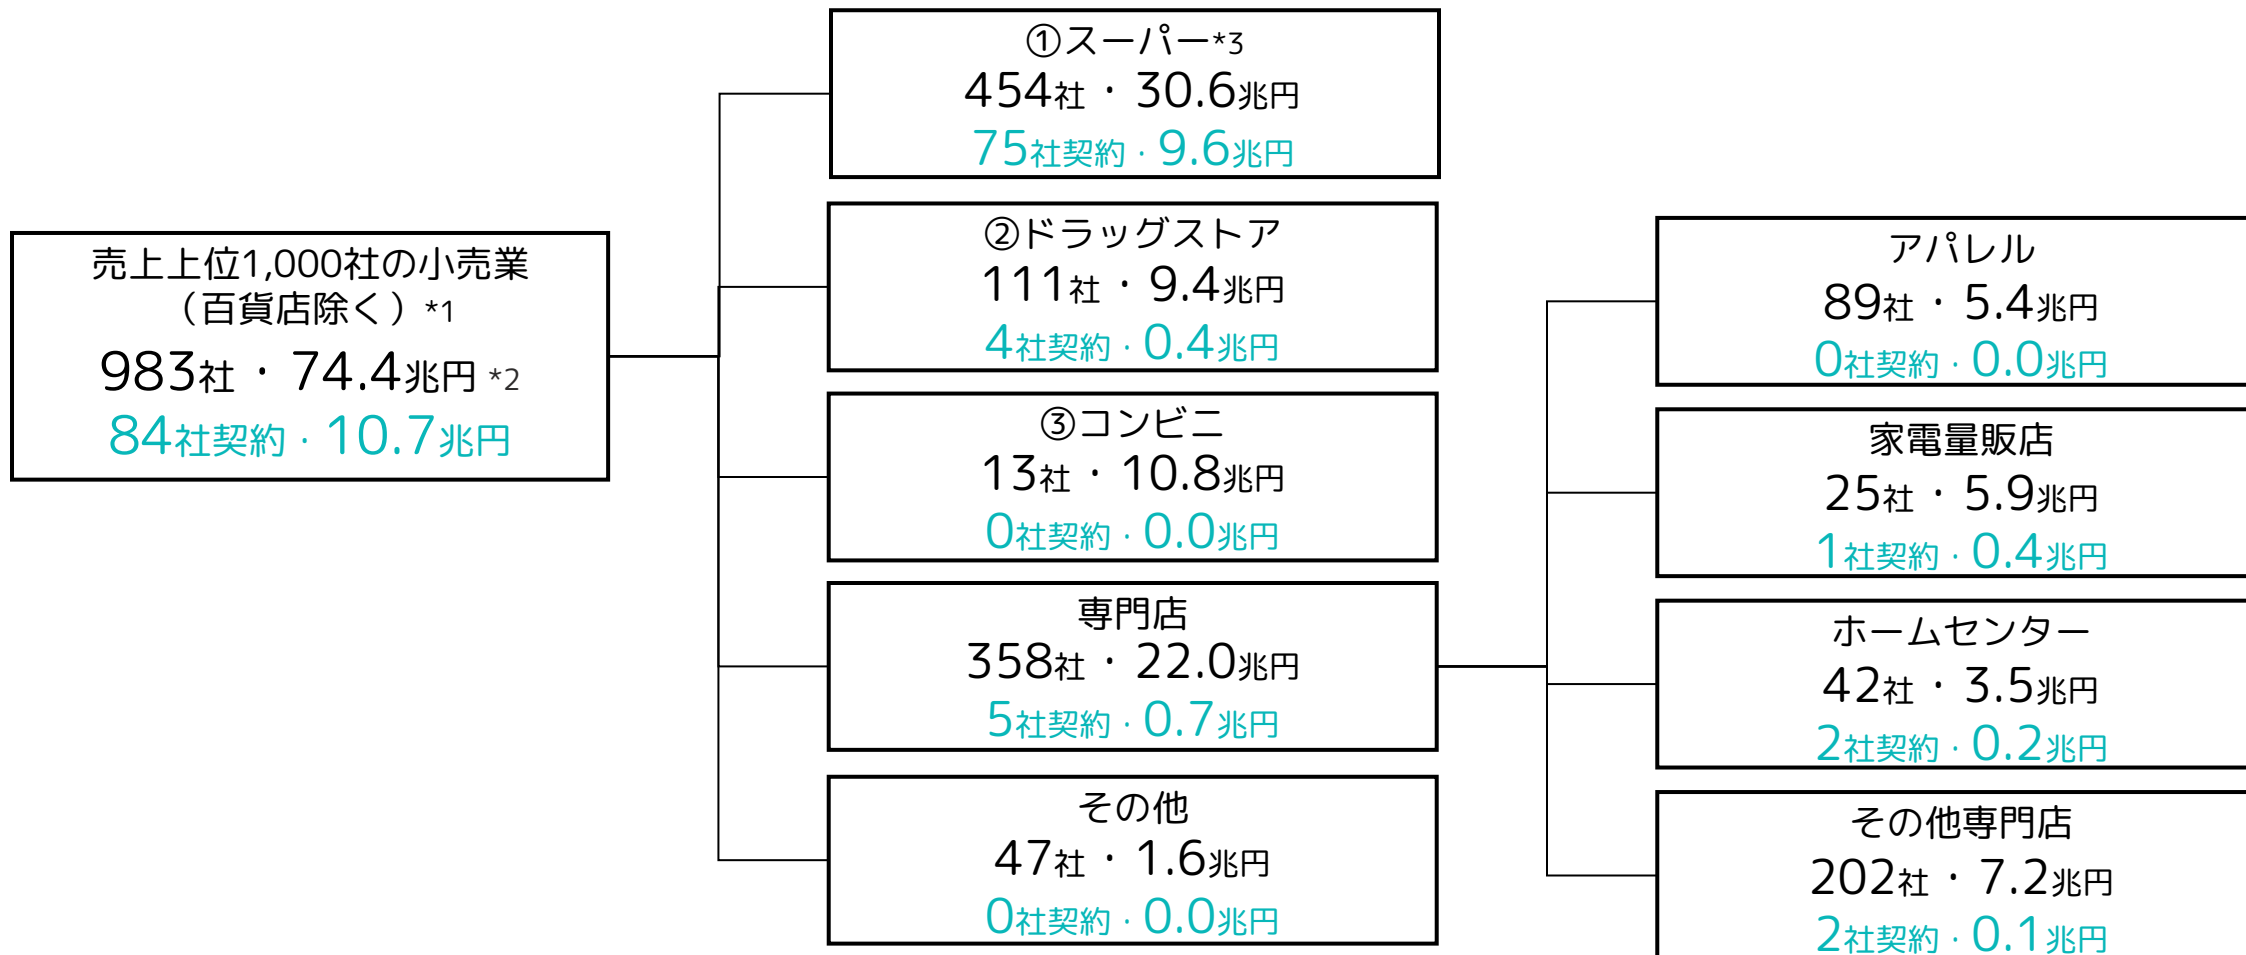 売上上位1,000社の小売業
（百貨店除く）*1
983社・74.4兆円 *2
84社契約・10.7兆円
①スーパー*3
454社・30.6兆円
75社契約・9.6兆円
②ドラッグストア
111社・9.4兆円
4社契約・0.4兆円
③コンビニ
13社・10.8兆円
0社契約・0.0兆円
専門店
358社・22.0兆円
5社契約・0.7兆円
その他
47社・1.6兆円
0社契約・0.0兆円
アパレル
89社・5.4兆円
0社契約・0.0兆円
家電量販店
25社・5.9兆円
1社契約・0.4兆円
ホームセンター
42社・3.5兆円
2社契約・0.2兆円
その他専門店
202社・7.2兆円
2社契約・0.1兆円